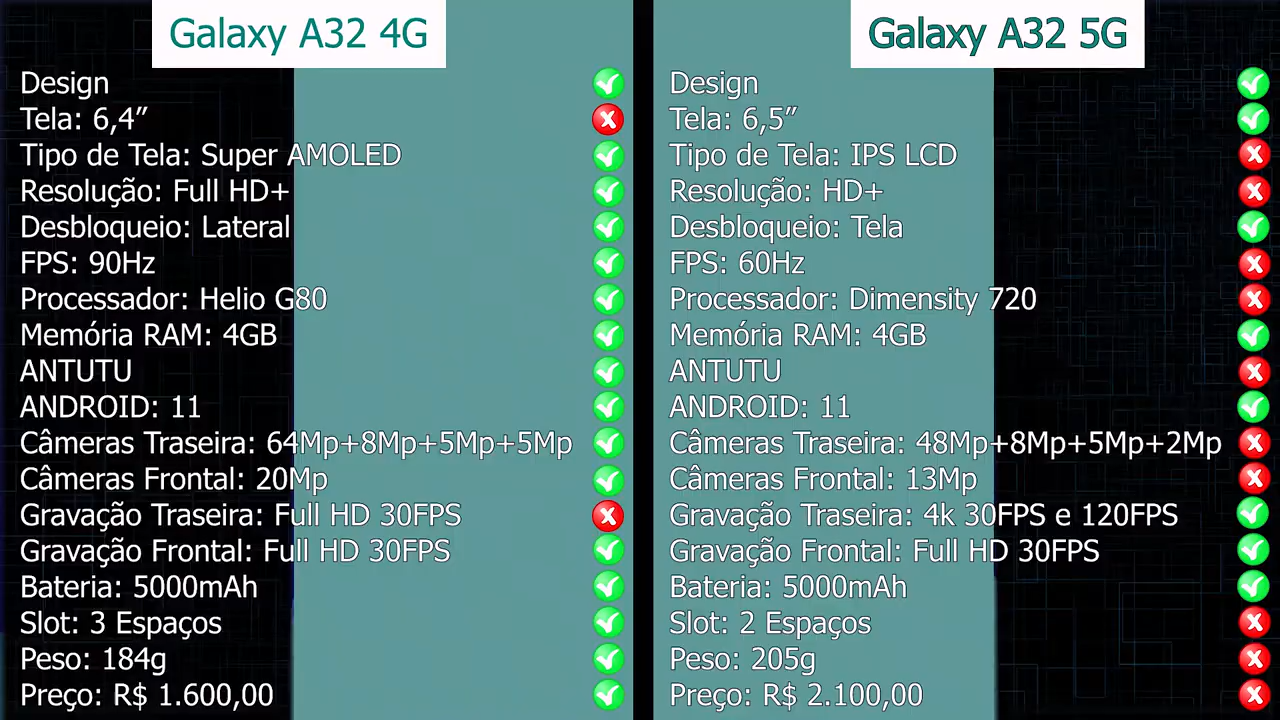 Galaxy A32 4G
Design
Tela: 6,4”
Tipo de Tela: Super AMOLED
Resolução: Full HD+
Desbloqueio: Lateral
FPS: 90Hz
Processador: Helio G80
Memória RAM: 4GB
ANTUTU
ANDROID: 11
Câmeras Traseira: 64Mp+8Mp+5Mp+5Mp
Câmeras Frontal: 20Mp
Gravação Traseira: Full HD 30FPS
Gravação Frontal: Full HD 30FPS
Bateria: 5000mAh
Slot: 3 Espaços
Peso: 184g
Preço: R$ 1.600,00
Galaxy A32 5G
Design
Tela: 6,5”
Tipo de Tela: IPS LCD
Resolução: HD+
Desbloqueio: Tela
FPS: 60Hz
Processador: Dimensity 720
Memória RAM: 4GB
ANTUTU
ANDROID: 11
Câmeras Traseira: 48Mp+8Mp+5Mp+2Mp
Câmeras Frontal: 13Mp
Gravação Traseira: 4k 30FPS e 120FPS
Gravação Frontal: Full HD 30FPS
Bateria: 5000mAh
Slot: 2 Espaços
Peso: 205g
Preço: R$ 2.100,00